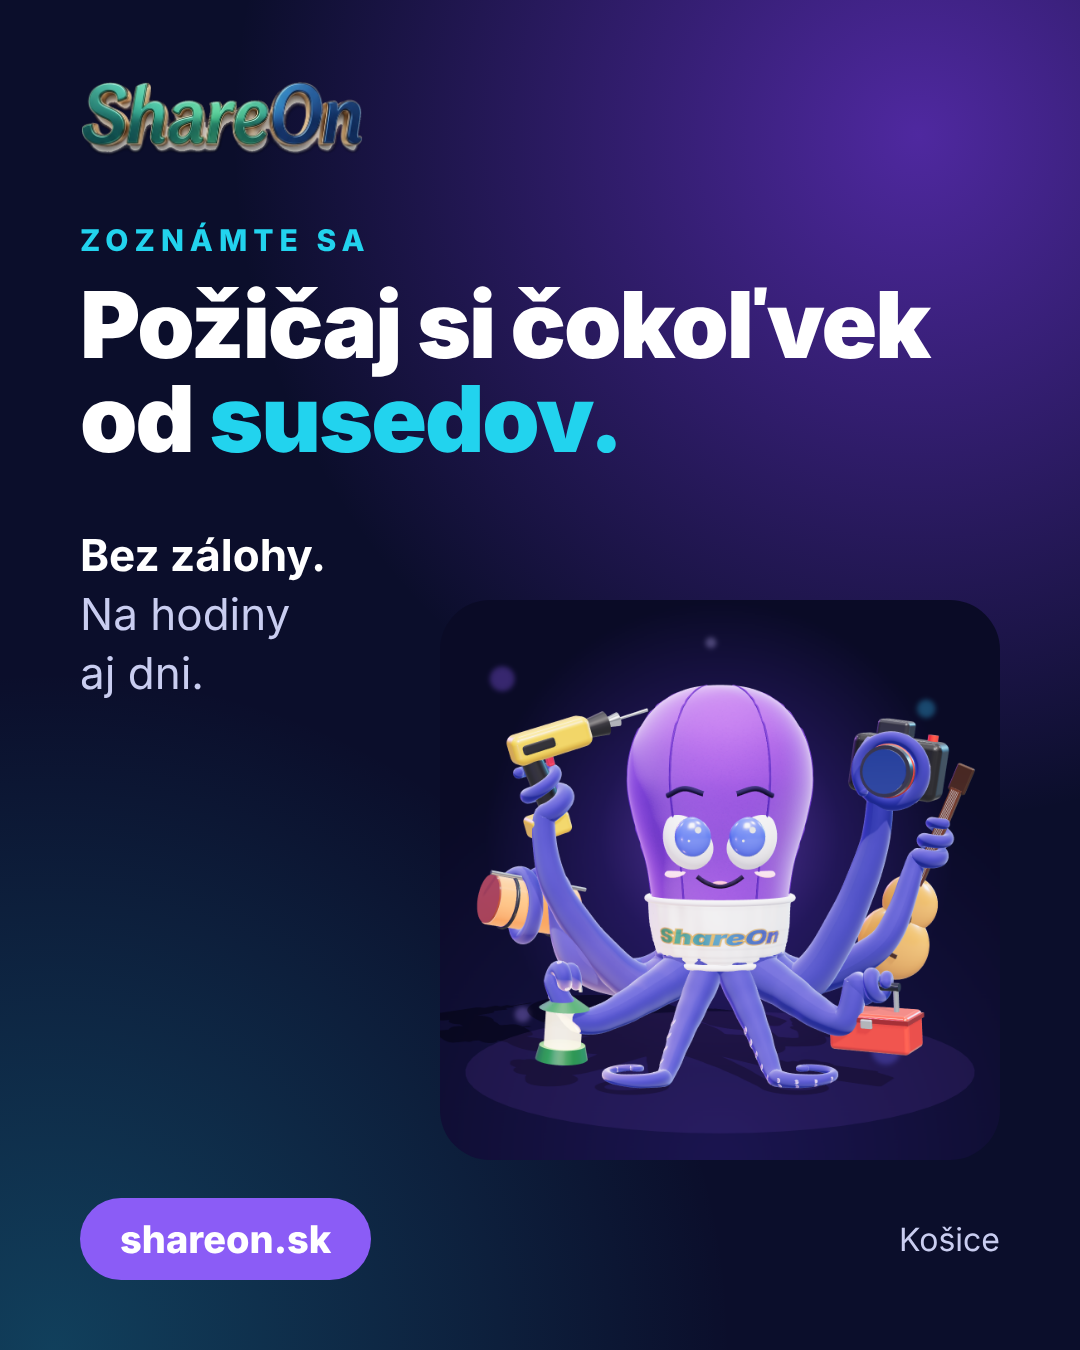 ShareOn
ZOZNÁMTE SA
Požičaj si čokoľvek
od susedov.
Bez zálohy.
Na hodiny
aj dni.
ShareOn
shareon.sk
Košice